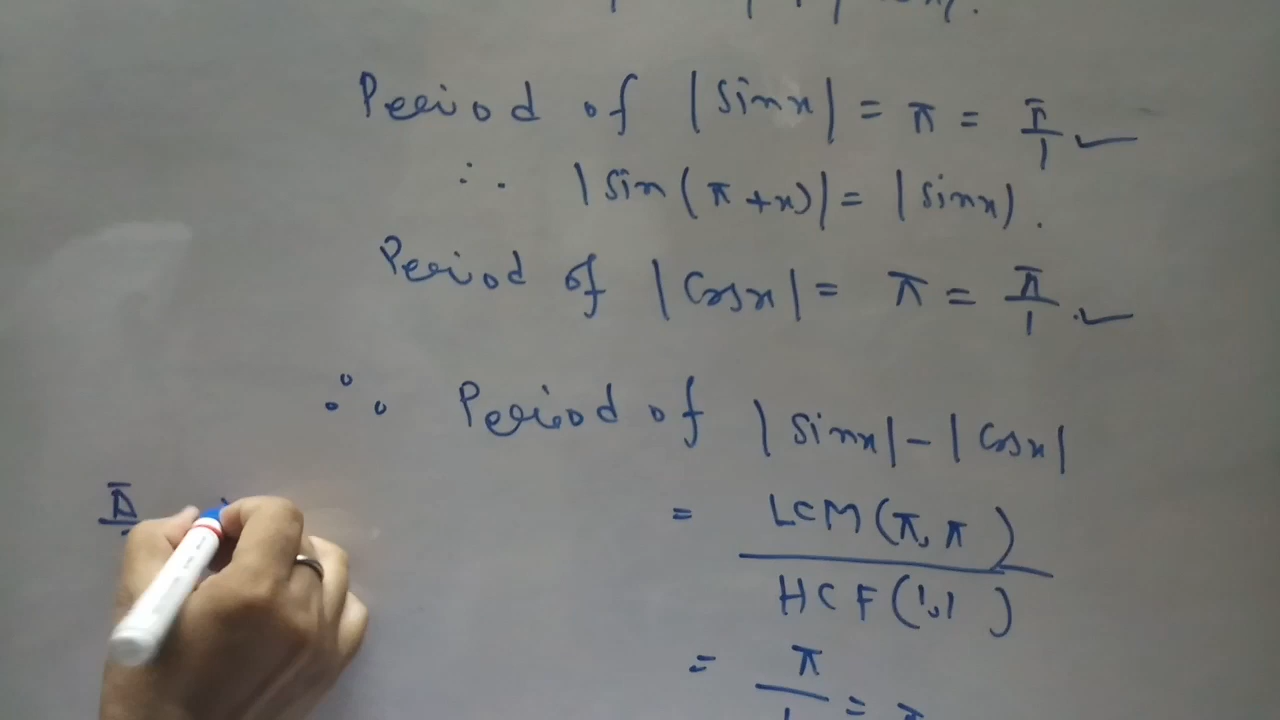 Period of |sinx| = π = π/1 ✓
∴ |sin(π+x)| = |sinx|.
Period of |cosx| = π = π/1 . ✓
∴ Period of |sinx| - |cosx|
= LCM(π, π) / HCF(1,1)
π
= π/1 = π